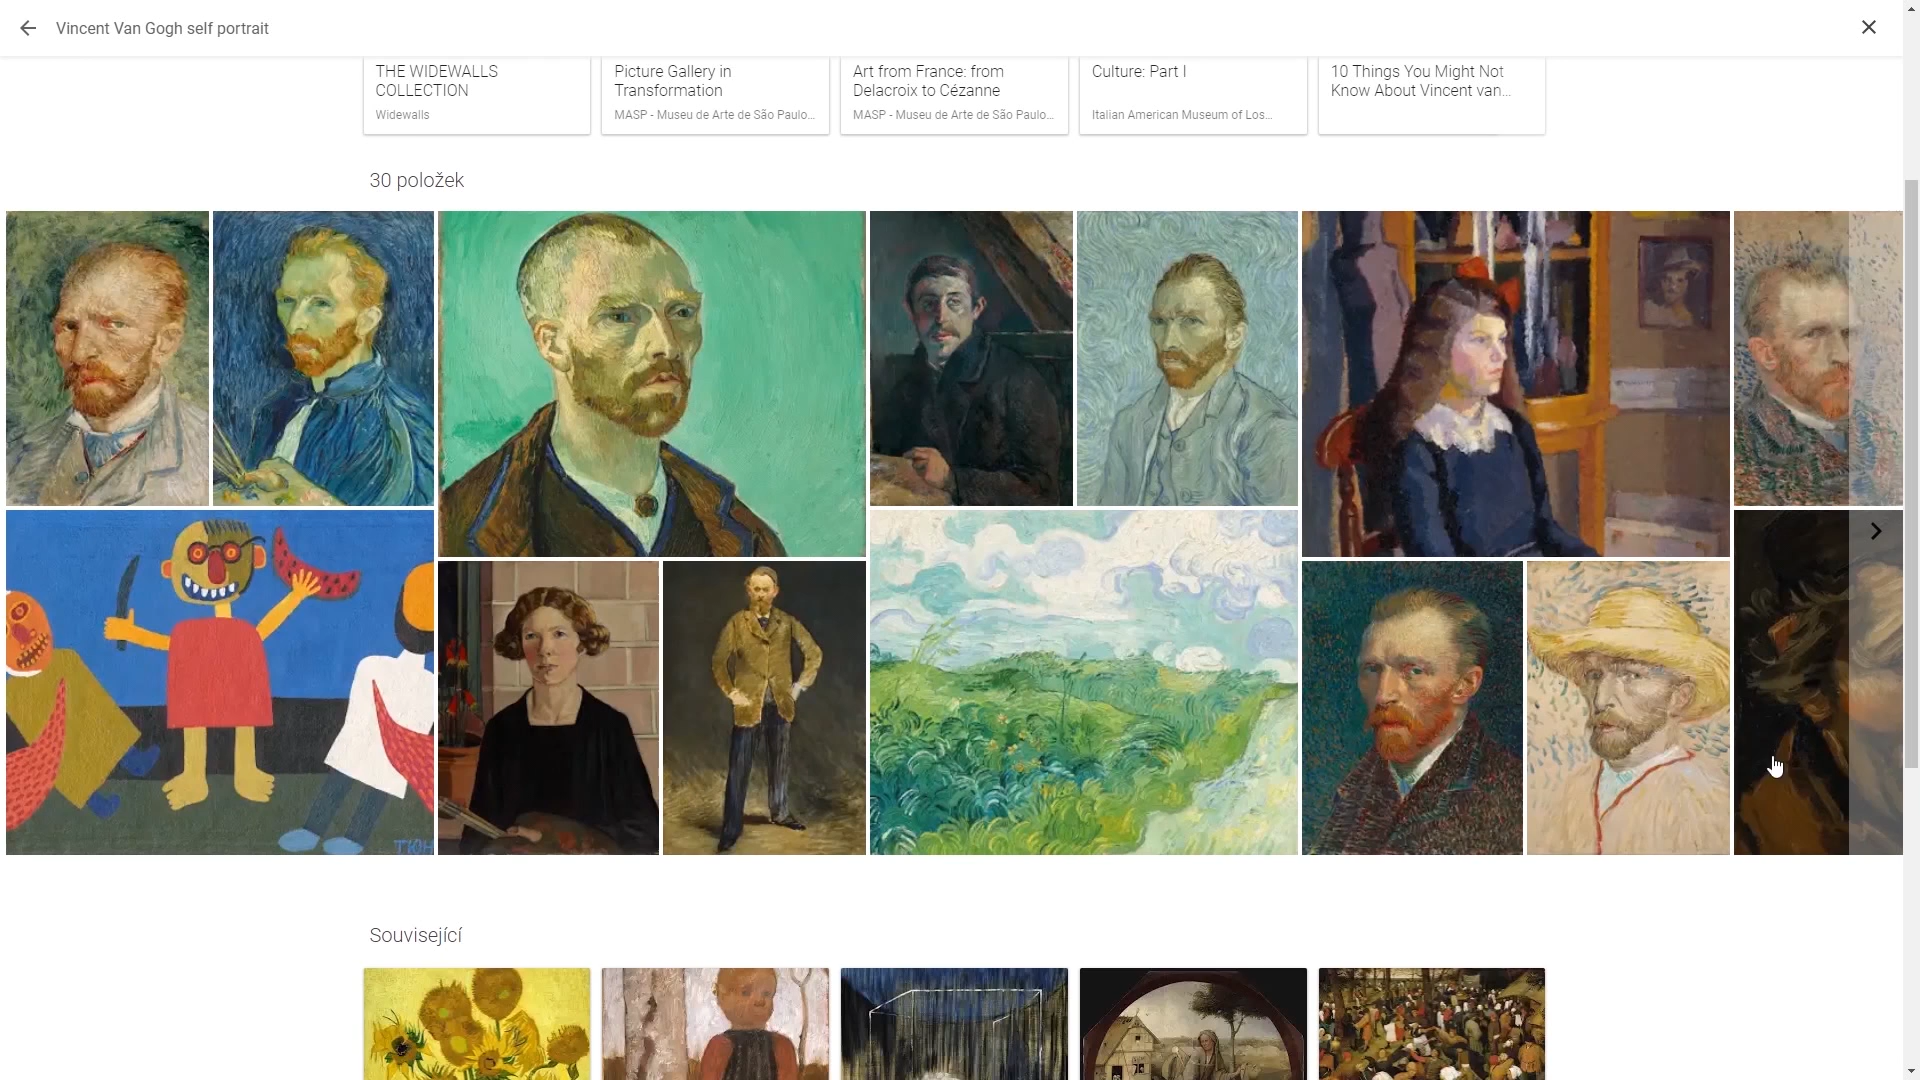 Vincent Van Gogh self portrait
THE WIDEWALLS
COLLECTION
Widewalls
Picture Gallery in
Transformation
MASP - Museu de Arte de São Paulo...
Art from France: from
Delacroix to Cézanne
MASP - Museu de Arte de São Paulo...
Culture: Part I
Italian American Museum of Los...
10 Things You Might Not
Know About Vincent van...
30 položek
ТЮН
Související